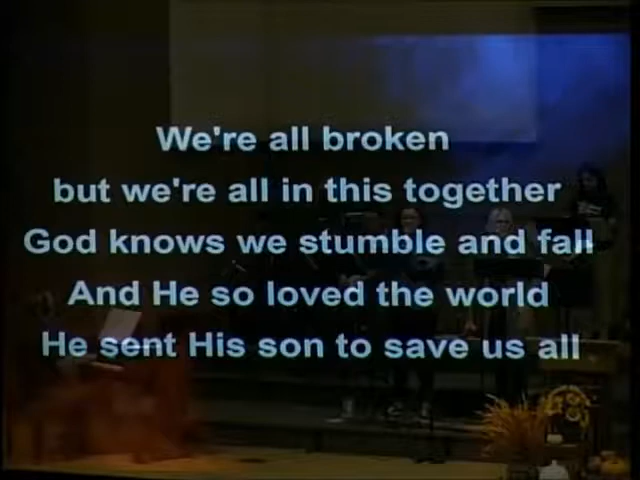 We're all broken
but we're all in this together
God knows we stumble and fall
And He so loved the world
He sent His son to save us all